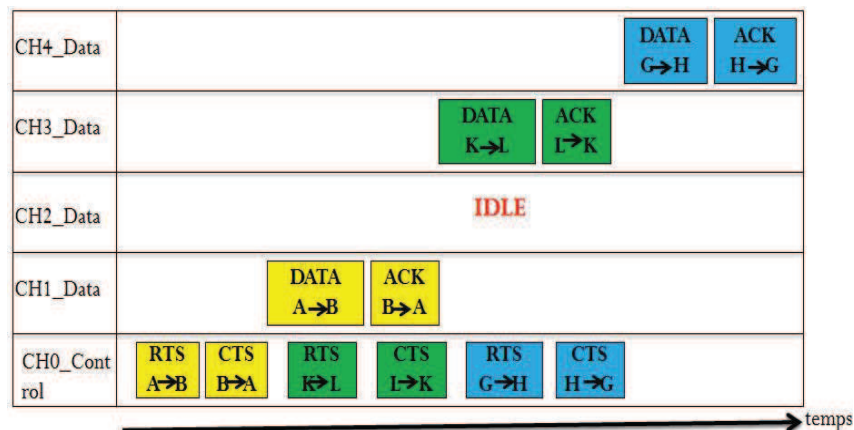 CH4_Data
DATA
G→H
ACK
H→G
CH3_Data
DATA
K→L
ACK
L→K
CH2_Data
IDLE
CH1_Data
DATA
A→B
ACK
B→A
CH0_Cont
rol
RTS
A→B
CTS
B→A
RTS
K→L
CTS
L→K
RTS
G→H
CTS
H→G
temps